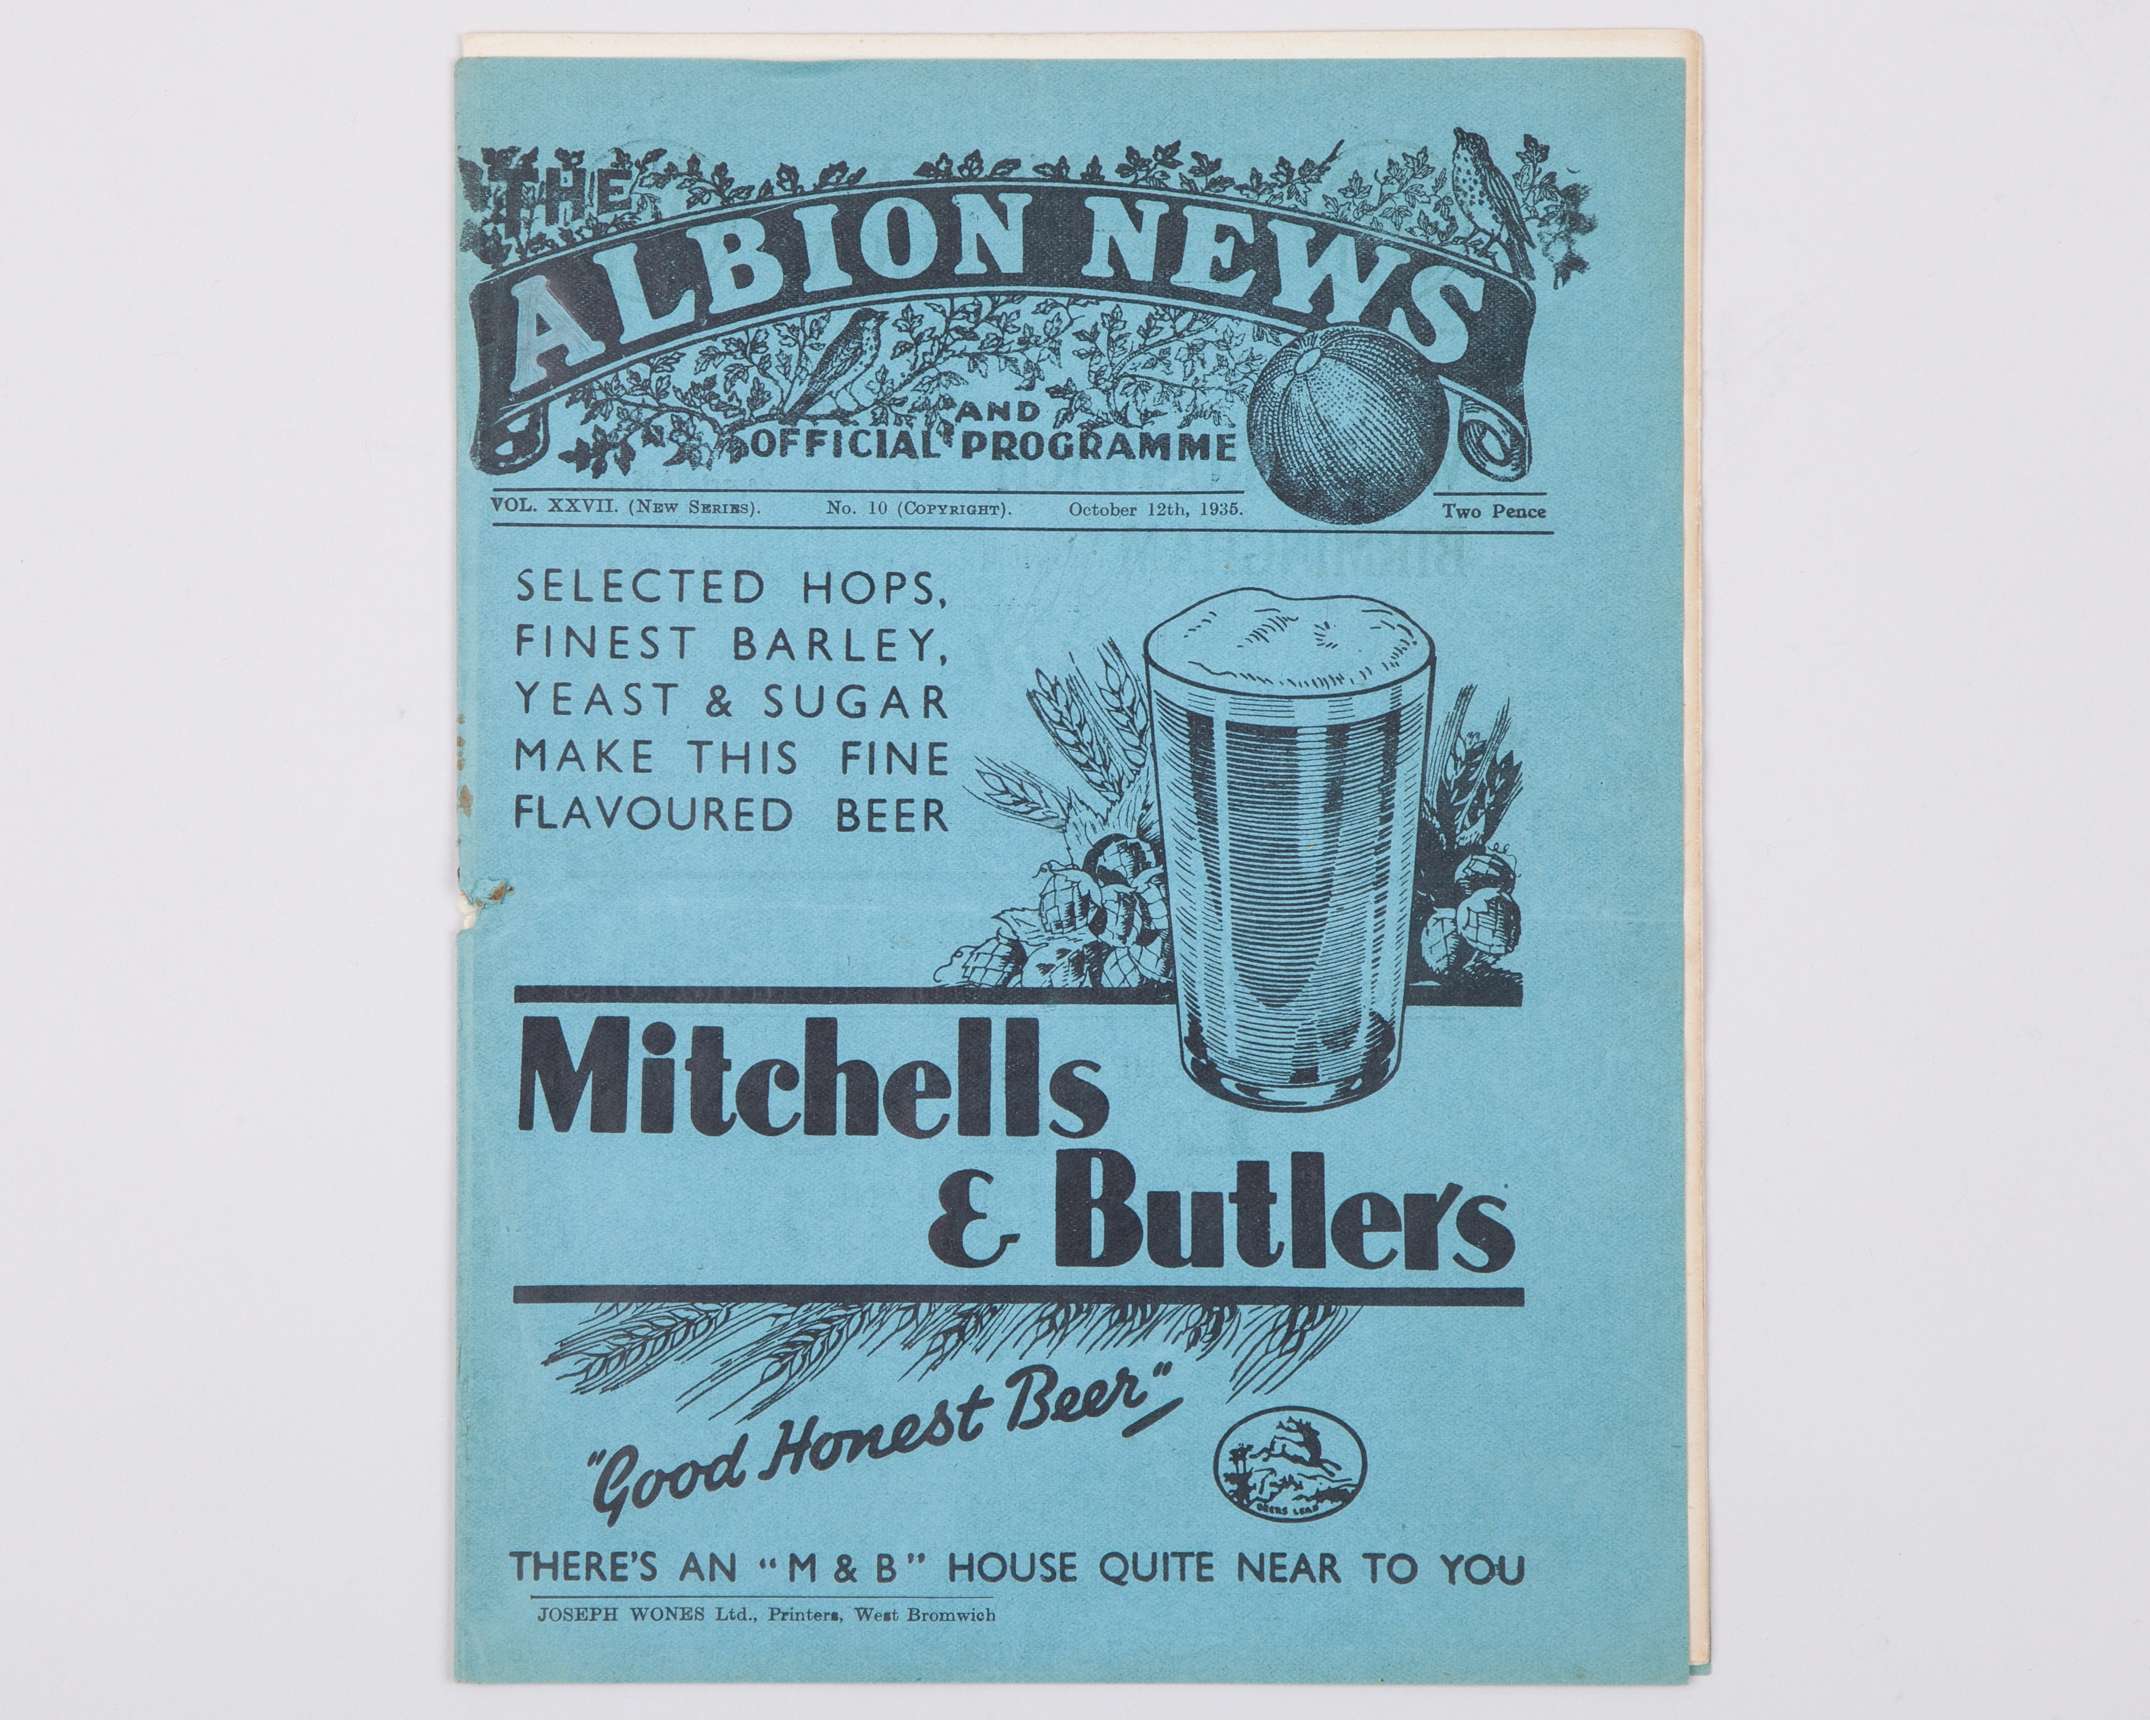 THE
ALBION NEWS
AND
OFFICIAL PROGRAMME
VOL. XXVII. (New Series). No. 10 (Copyright). October 12th, 1935. Two Pence
SELECTED HOPS,
FINEST BARLEY,
YEAST & SUGAR
MAKE THIS FINE
FLAVOURED BEER
Mitchells
& Butlers
"Good Honest Beer"
DEERS LEAP
THERE'S AN "M & B" HOUSE QUITE NEAR TO YOU
JOSEPH WONES Ltd., Printers, West Bromwich